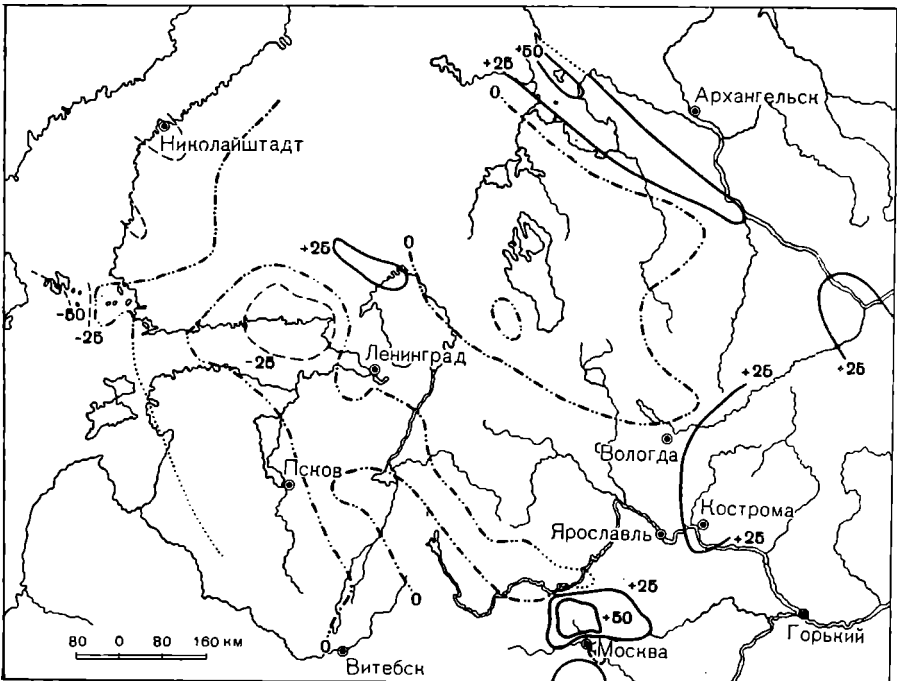 +50
+25
0
Архангельск
Николайштадт
+25
0
-50
-25
+25
-25
Ленинград
+25
Вологда
Псков
Кострома
Ярославль
+25
+25
0
+50
Горький
80 0 80 160 км
0
Москва
Витебск